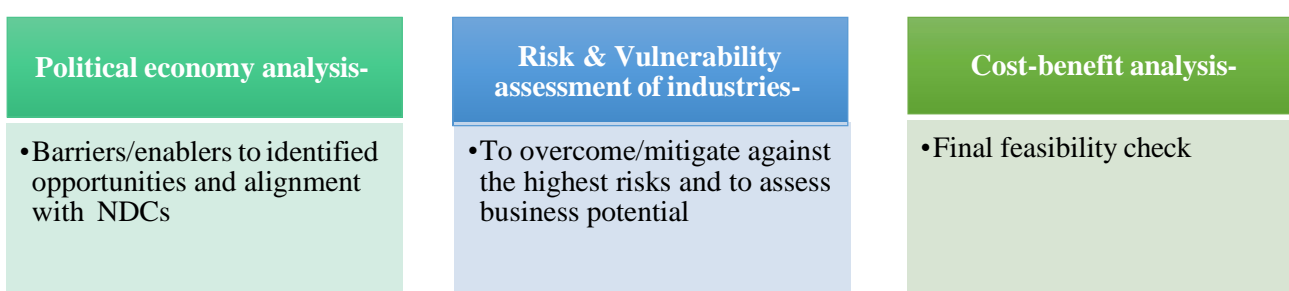 Political economy analysis-
•Barriers/enablers to identified
opportunities and alignment
with NDCs
Risk & Vulnerability
assessment of industries-
•To overcome/mitigate against
the highest risks and to assess
business potential
Cost-benefit analysis-
•Final feasibility check